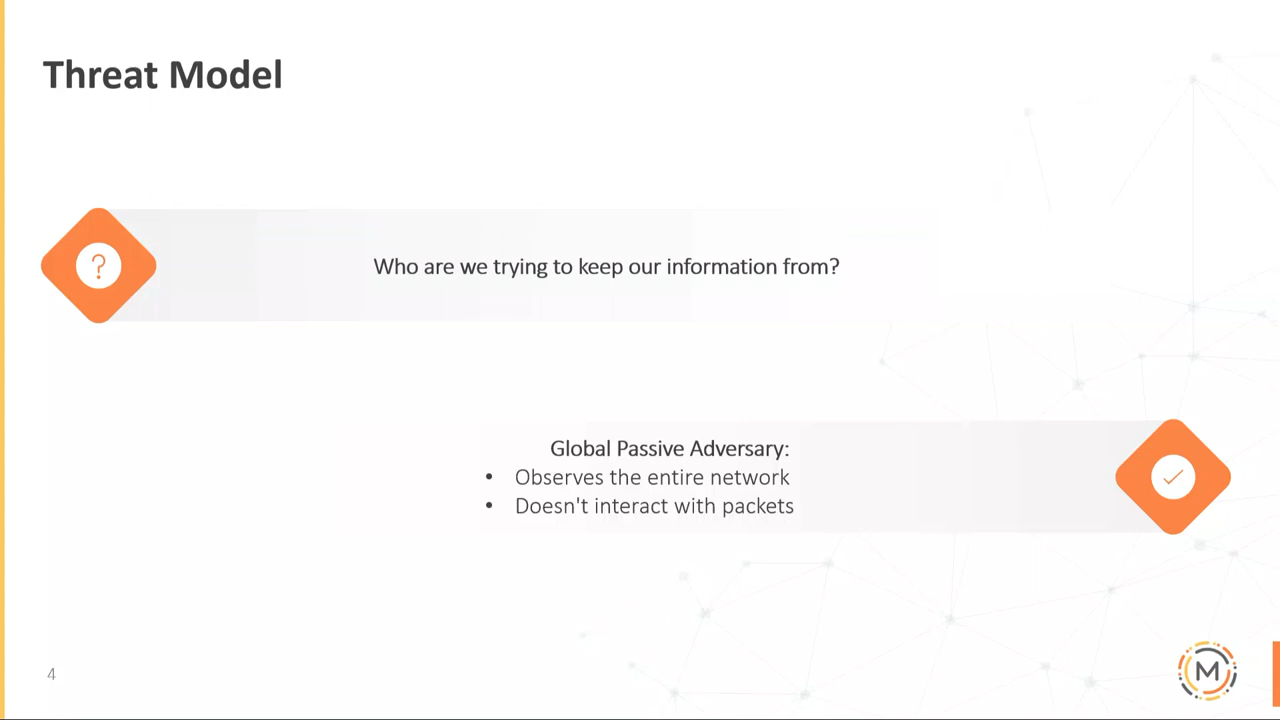 Threat Model
?
Who are we trying to keep our information from?
Global Passive Adversary:
• Observes the entire network
• Doesn't interact with packets
4
M